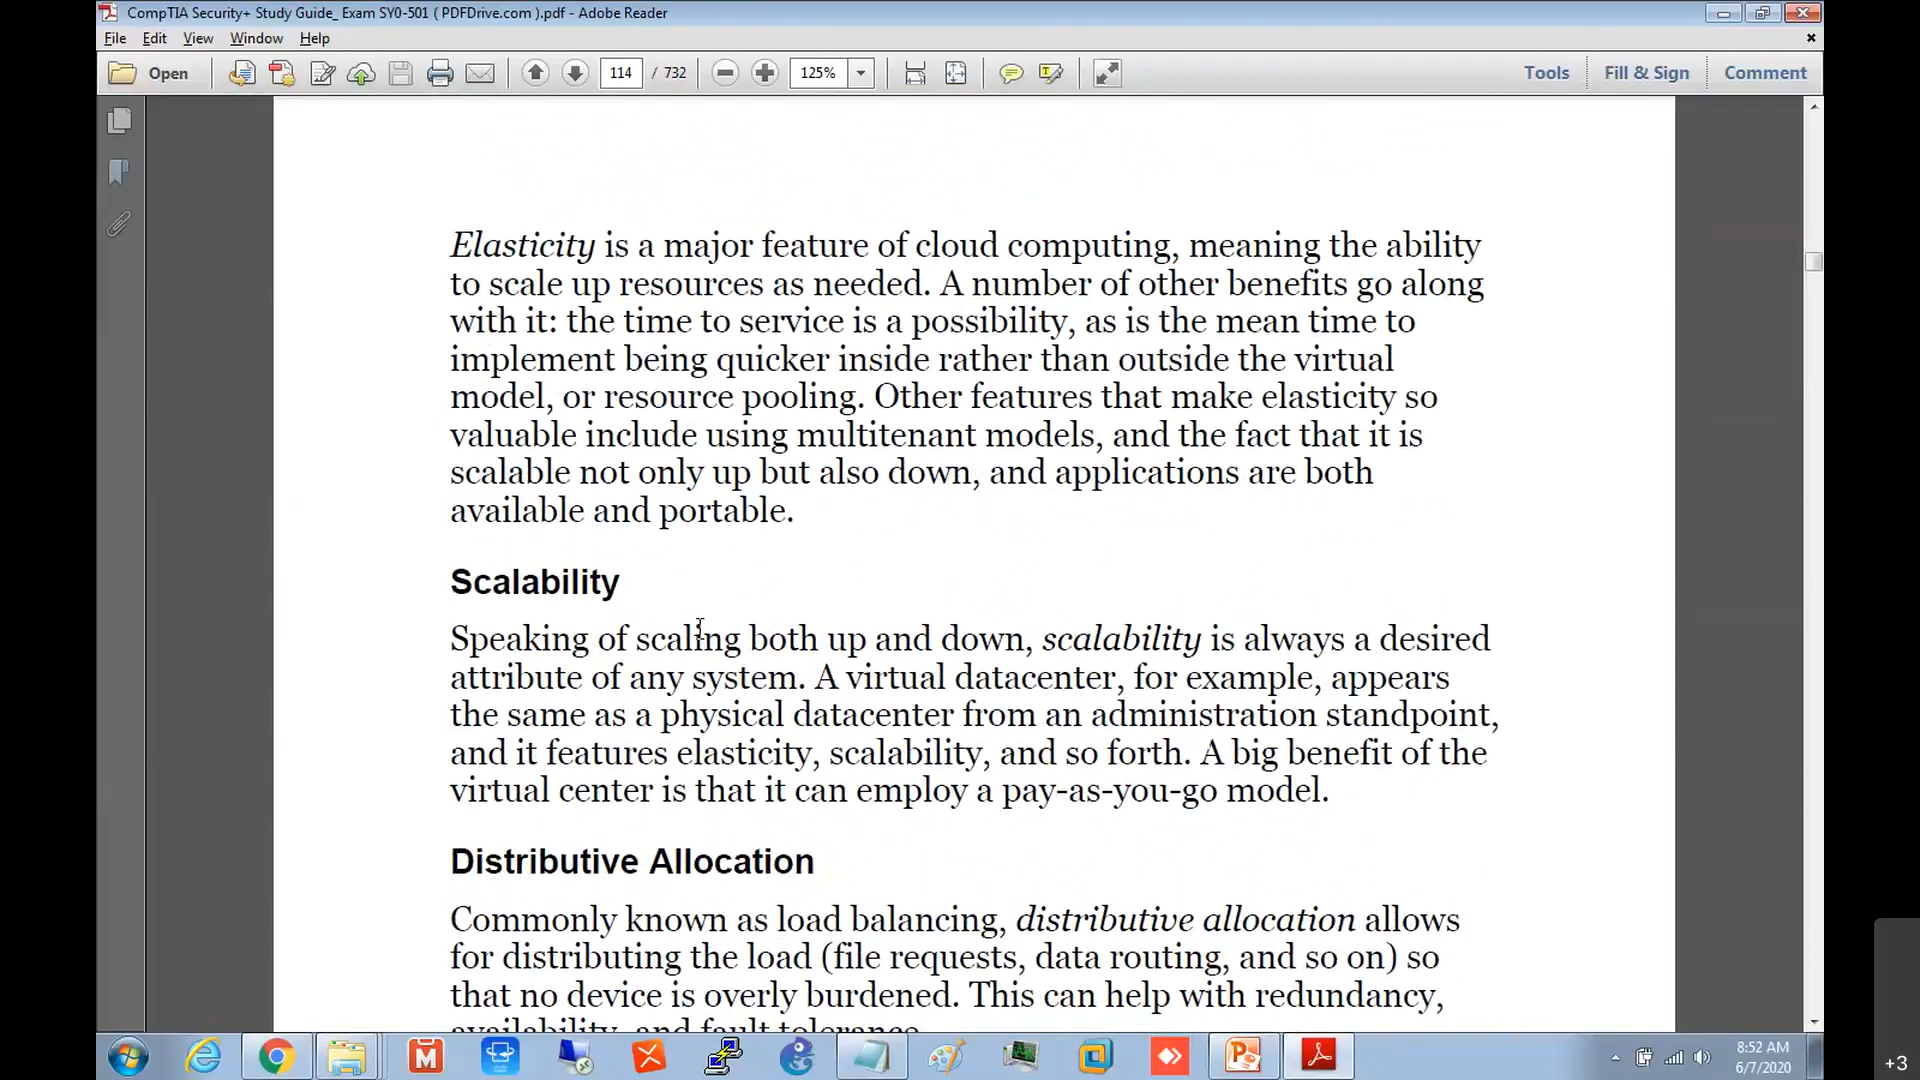 CompTIA Security+ Study Guide_ Exam SY0-501 ( PDFDrive.com ).pdf - Adobe Reader
File Edit View Window Help
Open 114 / 732 125% Tools Fill & Sign Comment
Elasticity is a major feature of cloud computing, meaning the ability
to scale up resources as needed. A number of other benefits go along
with it: the time to service is a possibility, as is the mean time to
implement being quicker inside rather than outside the virtual
model, or resource pooling. Other features that make elasticity so
valuable include using multitenant models, and the fact that it is
scalable not only up but also down, and applications are both
available and portable.
Scalability
Speaking of scaling both up and down, scalability is always a desired
attribute of any system. A virtual datacenter, for example, appears
the same as a physical datacenter from an administration standpoint,
and it features elasticity, scalability, and so forth. A big benefit of the
virtual center is that it can employ a pay-as-you-go model.
Distributive Allocation
Commonly known as load balancing, distributive allocation allows
for distributing the load (file requests, data routing, and so on) so
that no device is overly burdened. This can help with redundancy,
availability, and fault tolerance.
8:52 AM
6/7/2020
+3